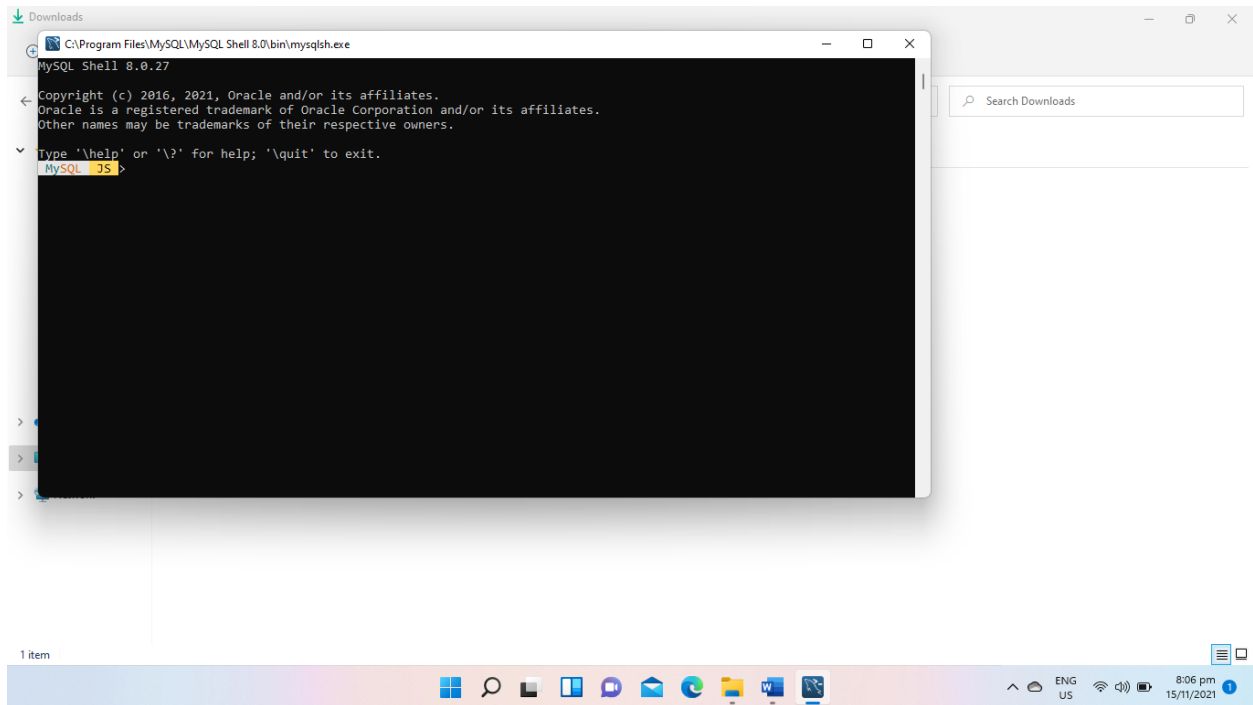 Downloads
C:\Program Files\MySQL\MySQL Shell 8.0\bin\mysqlsh.exe
MySQL Shell 8.0.27
Copyright (c) 2016, 2021, Oracle and/or its affiliates.
Oracle is a registered trademark of Oracle Corporation and/or its affiliates.
Other names may be trademarks of their respective owners.
Search Downloads
Type '\help' or '\?' for help; '\quit' to exit.
MySQL JS >
1 item
ENG
US
8:06 pm
15/11/2021
1